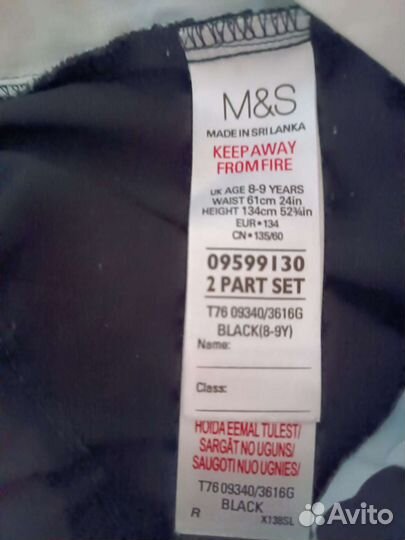 M&S
MADE IN SRI LANKA
KEEP AWAY
FROM FIRE
UK AGE 8-9 YEARS
WAIST 61cm 24in
HEIGHT 134cm 52¾in
EUR • 134
CN • 135/60
09599130
2 PART SET
T76 09340/3616G
BLACK(8-9Y)
Name:
Class:
HOIDA EEMAL TULEST/
SARGĀT NO UGUNS/
SAUGOTI NUO UGNIES/
T76 09340/3616G
BLACK
R X138SL
Avito